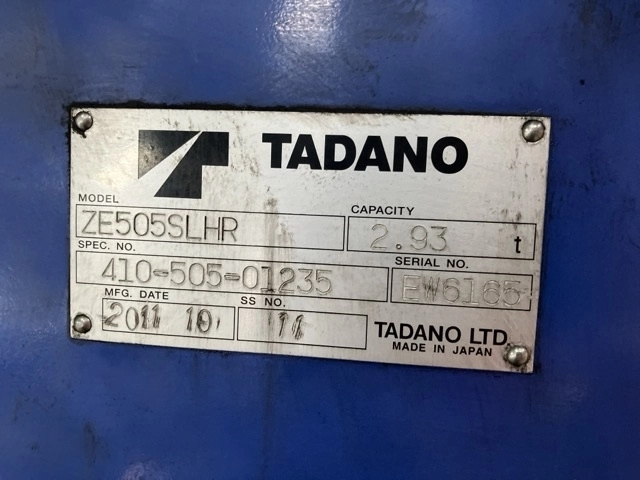 TADANO
MODEL
ZE505SLHR
CAPACITY
2.93 t
SPEC. NO.
410-505-01235
SERIAL NO.
EW6165
MFG. DATE
2011 10
SS NO.
11
TADANO LTD.
MADE IN JAPAN